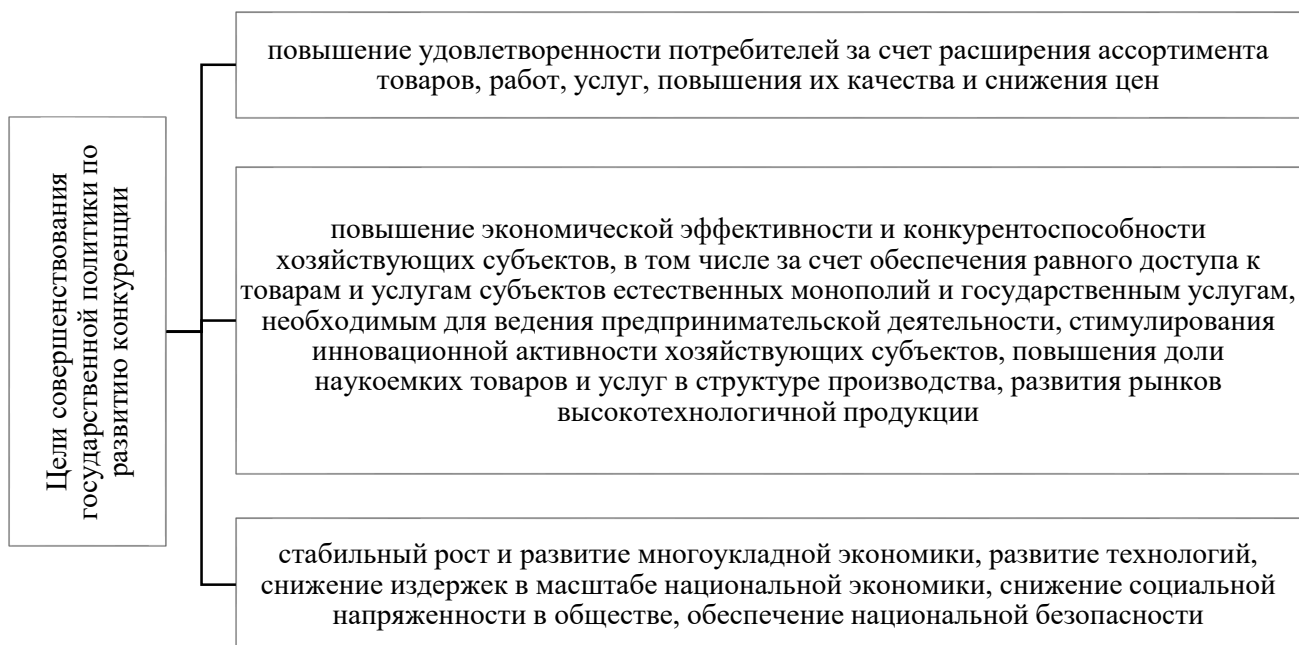 Цели совершенствования
государственной политики по
развитию конкуренции
повышение удовлетворенности потребителей за счет расширения ассортимента
товаров, работ, услуг, повышения их качества и снижения цен
повышение экономической эффективности и конкурентоспособности
хозяйствующих субъектов, в том числе за счет обеспечения равного доступа к
товарам и услугам субъектов естественных монополий и государственным услугам,
необходимым для ведения предпринимательской деятельности, стимулирования
инновационной активности хозяйствующих субъектов, повышения доли
наукоемких товаров и услуг в структуре производства, развития рынков
высокотехнологичной продукции
стабильный рост и развитие многоукладной экономики, развитие технологий,
снижение издержек в масштабе национальной экономики, снижение социальной
напряженности в обществе, обеспечение национальной безопасности